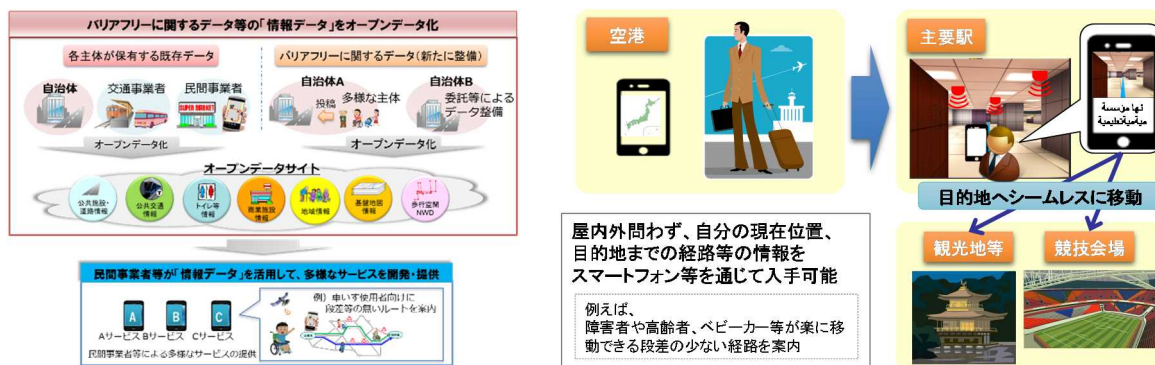 バリアフリーに関するデータ等の「情報データ」をオープンデータ化
各主体が保有する既存データ
自治体
交通事業者
民間事業者
SUPER MARKET
オープンデータ化
バリアフリーに関するデータ(新たに整備)
自治体A
投稿
多様な主体
自治体B
委託等による
データ整備
オープンデータ化
オープンデータサイト
公共施設・
道路情報
公共交通
情報
トイレ等
情報
商業施設
情報
地域情報
基盤地図
情報
歩行空間
NWD
民間事業者等が「情報データ」を活用して、多様なサービスを開発・提供
A
B
C
Aサービス
Bサービス
Cサービス
民間事業者等による多様なサービスの提供
例）車いす使用者向けに
段差等の無いルートを案内
空港
主要駅
目的地へシームレスに移動
観光地等
競技会場
屋内外問わず、自分の現在位置、
目的地までの経路等の情報を
スマートフォン等を通じて入手可能
例えば、
障害者や高齢者、ベビーカー等が楽に移
動できる段差の少ない経路を案内